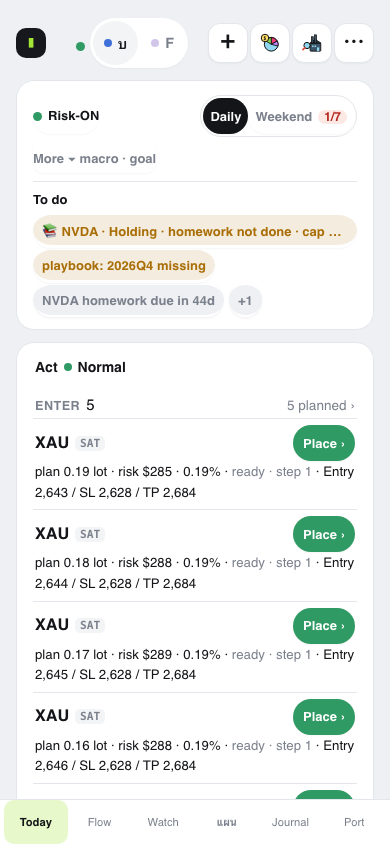 บ F + ...
Risk-ON Daily Weekend 1/7
More macro · goal
To do
NVDA · Holding · homework not done · cap ...
playbook: 2026Q4 missing
NVDA homework due in 44d +1
Act Normal
ENTER 5 5 planned ›
XAU SAT Place ›
plan 0.19 lot · risk $285 · 0.19% · ready · step 1 · Entry
2,643 / SL 2,628 / TP 2,684
XAU SAT Place ›
plan 0.18 lot · risk $288 · 0.19% · ready · step 1 · Entry
2,644 / SL 2,628 / TP 2,684
XAU SAT Place ›
plan 0.17 lot · risk $289 · 0.19% · ready · step 1 · Entry
2,645 / SL 2,628 / TP 2,684
XAU SAT Place ›
plan 0.16 lot · risk $288 · 0.19% · ready · step 1 · Entry
2,646 / SL 2,628 / TP 2,684
Today Flow Watch แผน Journal Port